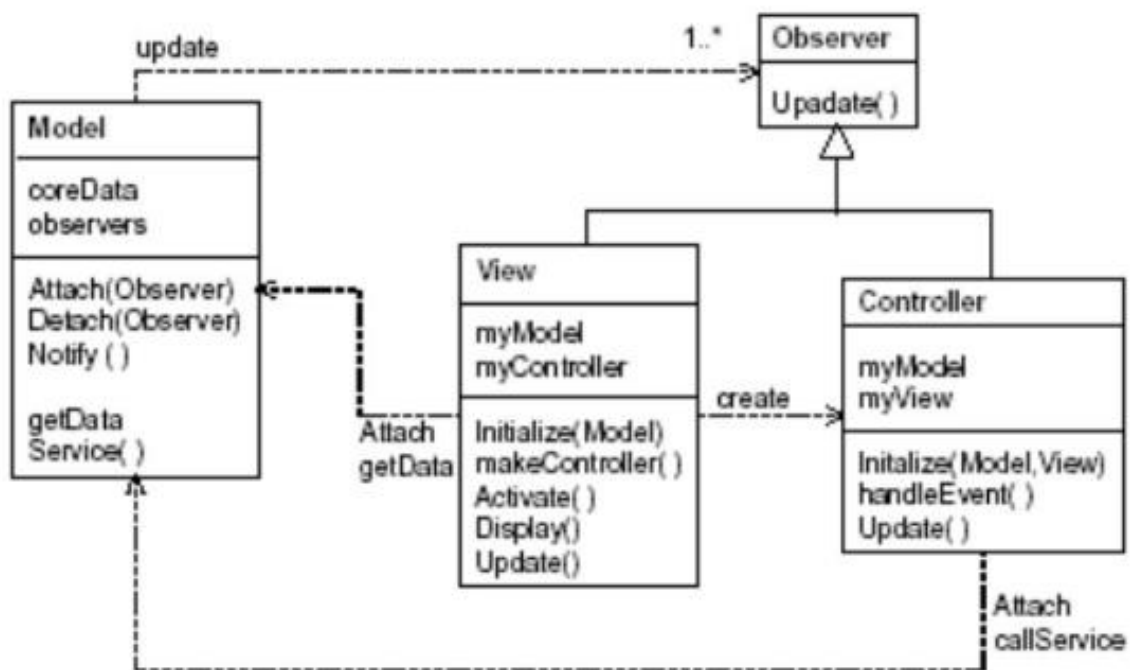 update
1..*
Observer
Upadate( )
Model
coreData
observers
Attach(Observer)
Detach(Observer)
Notify ( )
getData
Service( )
View
myModel
myController
Initialize(Model)
makeController( )
Activate( )
Display()
Update()
Attach
getData
create
Controller
myModel
myView
Initalize(Model,View)
handleEvent( )
Update( )
Attach
callService